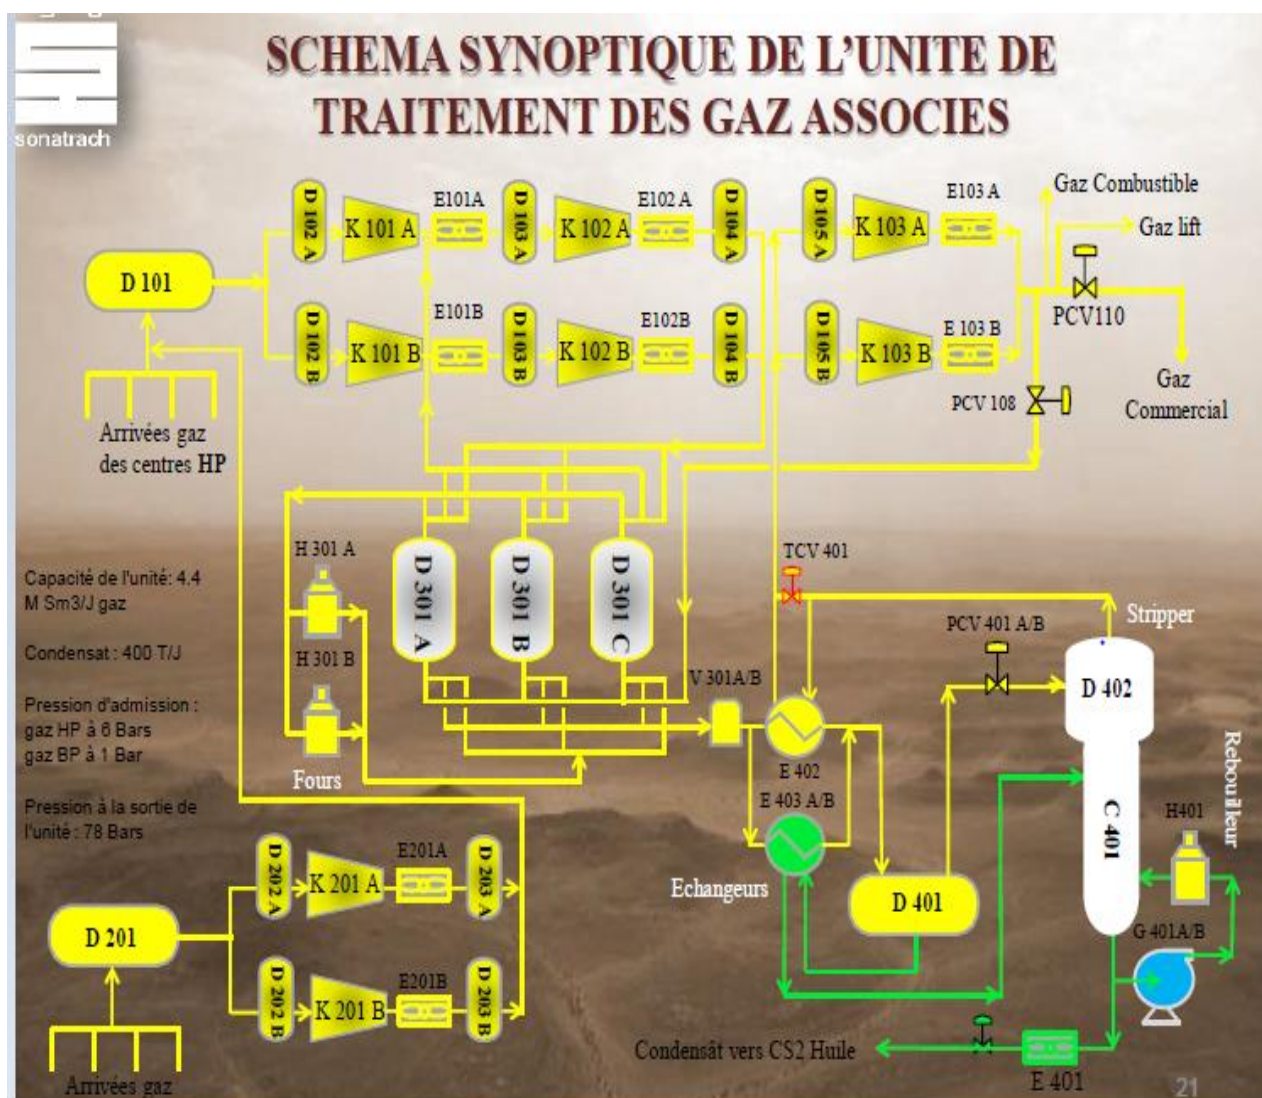 sonatrach
SCHEMA SYNOPTIQUE DE L'UNITE DE
TRAITEMENT DES GAZ ASSOCIES
D 101
D 102 A
K 101 A
E101A
D 103 A
K 102 A
E102 A
D 104 A
D 105 A
K 103 A
E103 A
Gaz Combustible
Gaz lift
PCV110
D 102 B
K 101 B
E101B
D 103 B
K 102 B
E102B
D 104 B
D 105 B
K 103 B
E 103 B
PCV 108
Gaz
Commercial
Arrivées gaz
des centres HP
H 301 A
H 301 B
Fours
D 301 A
D 301 B
D 301 C
Capacité de l'unité: 4.4
M Sm3/J gaz
Condensat : 400 T/J
Pression d'admission :
gaz HP à 6 Bars
gaz BP à 1 Bar
Pression à la sortie de
l'unité : 78 Bars
TCV 401
V 301A/B
E 402
E 403 A/B
Echangeurs
PCV 401 A/B
Stripper
D 402
C 401
Rebouilleur
H401
G 401A/B
D 401
D 201
D 202 A
K 201 A
E201A
D 203 A
D 202 B
K 201 B
E201B
D 203 B
Arrivées gaz
Condensât vers CS2 Huile
E 401
21